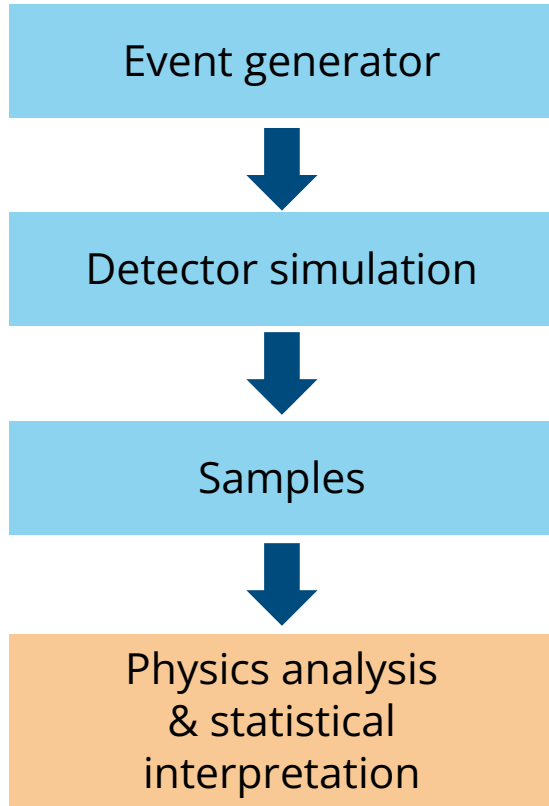 Event generator
Detector simulation
Samples
Physics analysis
& statistical
interpretation